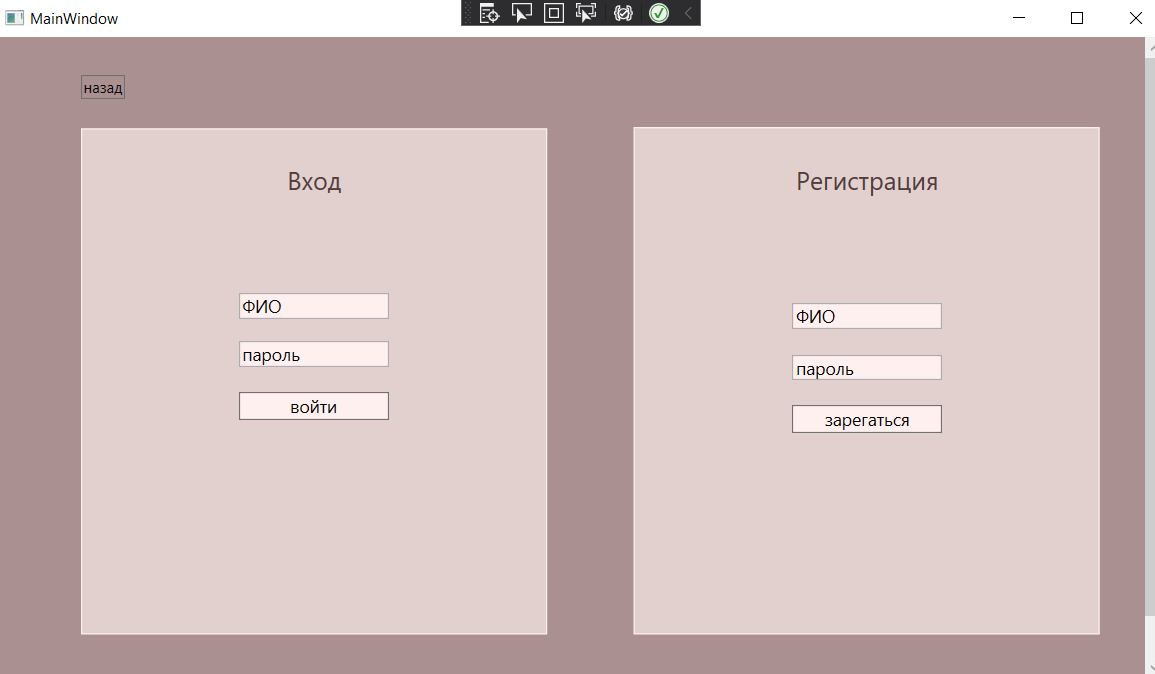 MainWindow
назад
Вход
ФИО
пароль
войти
Регистрация
ФИО
пароль
зарегаться